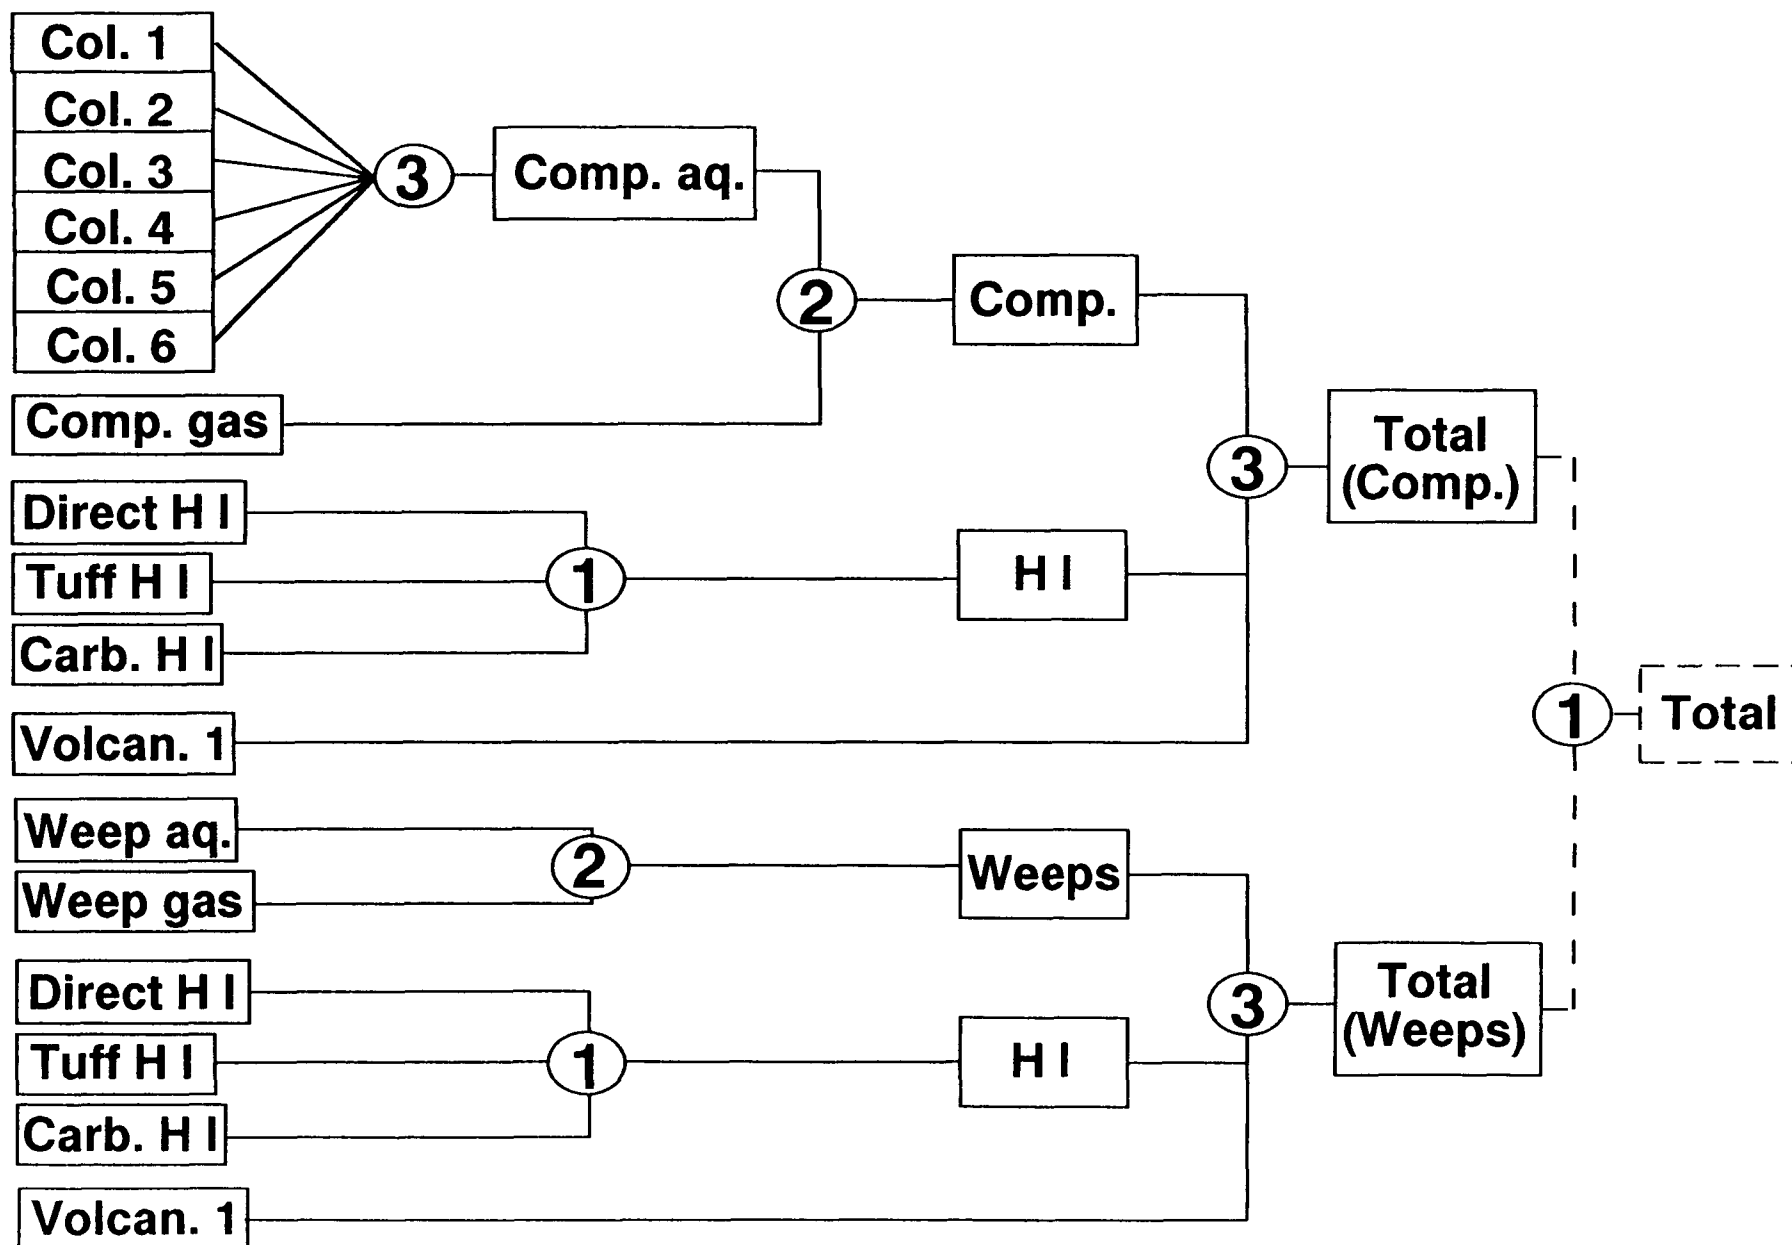 Col. 1
Col. 2
Col. 3
Col. 4
Col. 5
Col. 6
3
Comp. aq.
2
Comp.
Comp. gas
3
Total
(Comp.)
Direct H I
Tuff H I
Carb. H I
1
H I
Volcan. 1
1
Total
Weep aq.
Weep gas
2
Weeps
3
Total
(Weeps)
Direct H I
Tuff H I
Carb. H I
1
H I
Volcan. 1